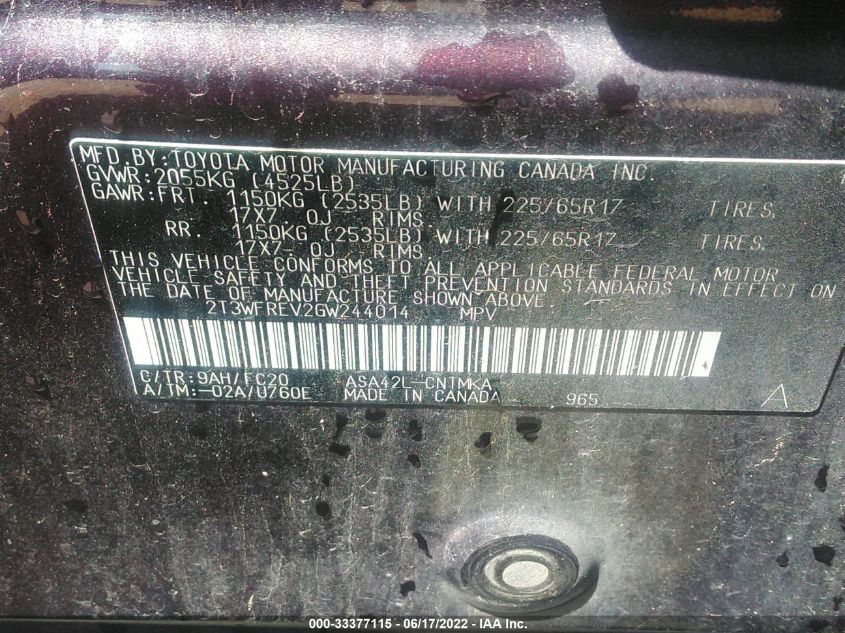 MFD. BY: TOYOTA MOTOR MANUFACTURING CANADA INC.
GVWR: 2055KG (4525LB)
GAWR: FRT. 1150KG (2535LB) WITH 225/65R17 TIRES,
17X7 OJ RIMS.
RR. 1150KG (2535LB) WITH 225/65R17 TIRES,
17X7 OJ RIMS.
THIS VEHICLE CONFORMS TO ALL APPLICABLE FEDERAL MOTOR
VEHICLE SAFETY AND THEFT PREVENTION STANDARDS IN EFFECT ON
THE DATE OF MANUFACTURE SHOWN ABOVE.
2T3WFREV2GW244014 MPV
C/TR: 9AH/FC20 ASA42L-CNTMKA
A/TM: -02A/U760E MADE IN CANADA 965 A
000-33377115 - 06/17/2022 - IAA Inc.